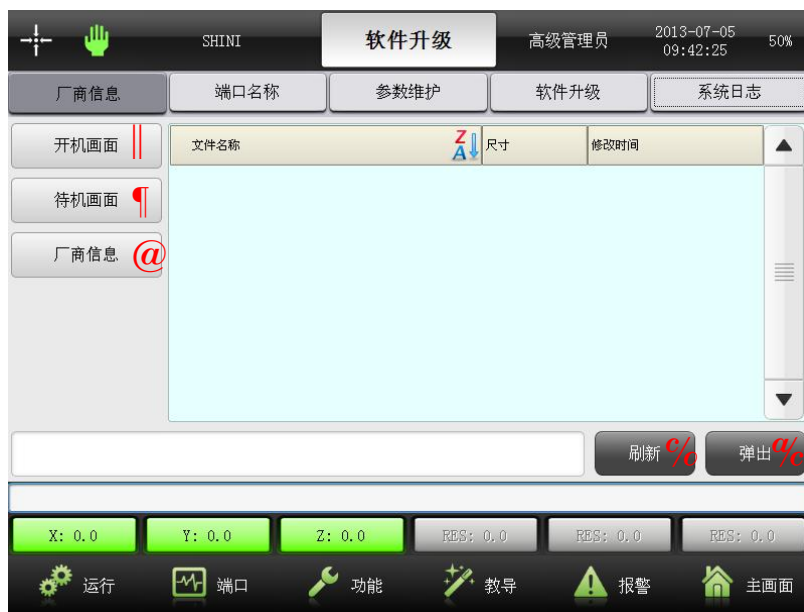 SHINI 软件升级 高级管理员 2013-07-05 09:42:25 50%
厂商信息 端口名称 参数维护 软件升级 系统日志
开机画面 ‖ 文件名称 Z A 尺寸 修改时间
待机画面 ¶
厂商信息 @
刷新 ℅ 弹出 ℀
X: 0.0 Y: 0.0 Z: 0.0 RES: 0.0 RES: 0.0 RES: 0.0
运行 端口 功能 教导 报警 主画面